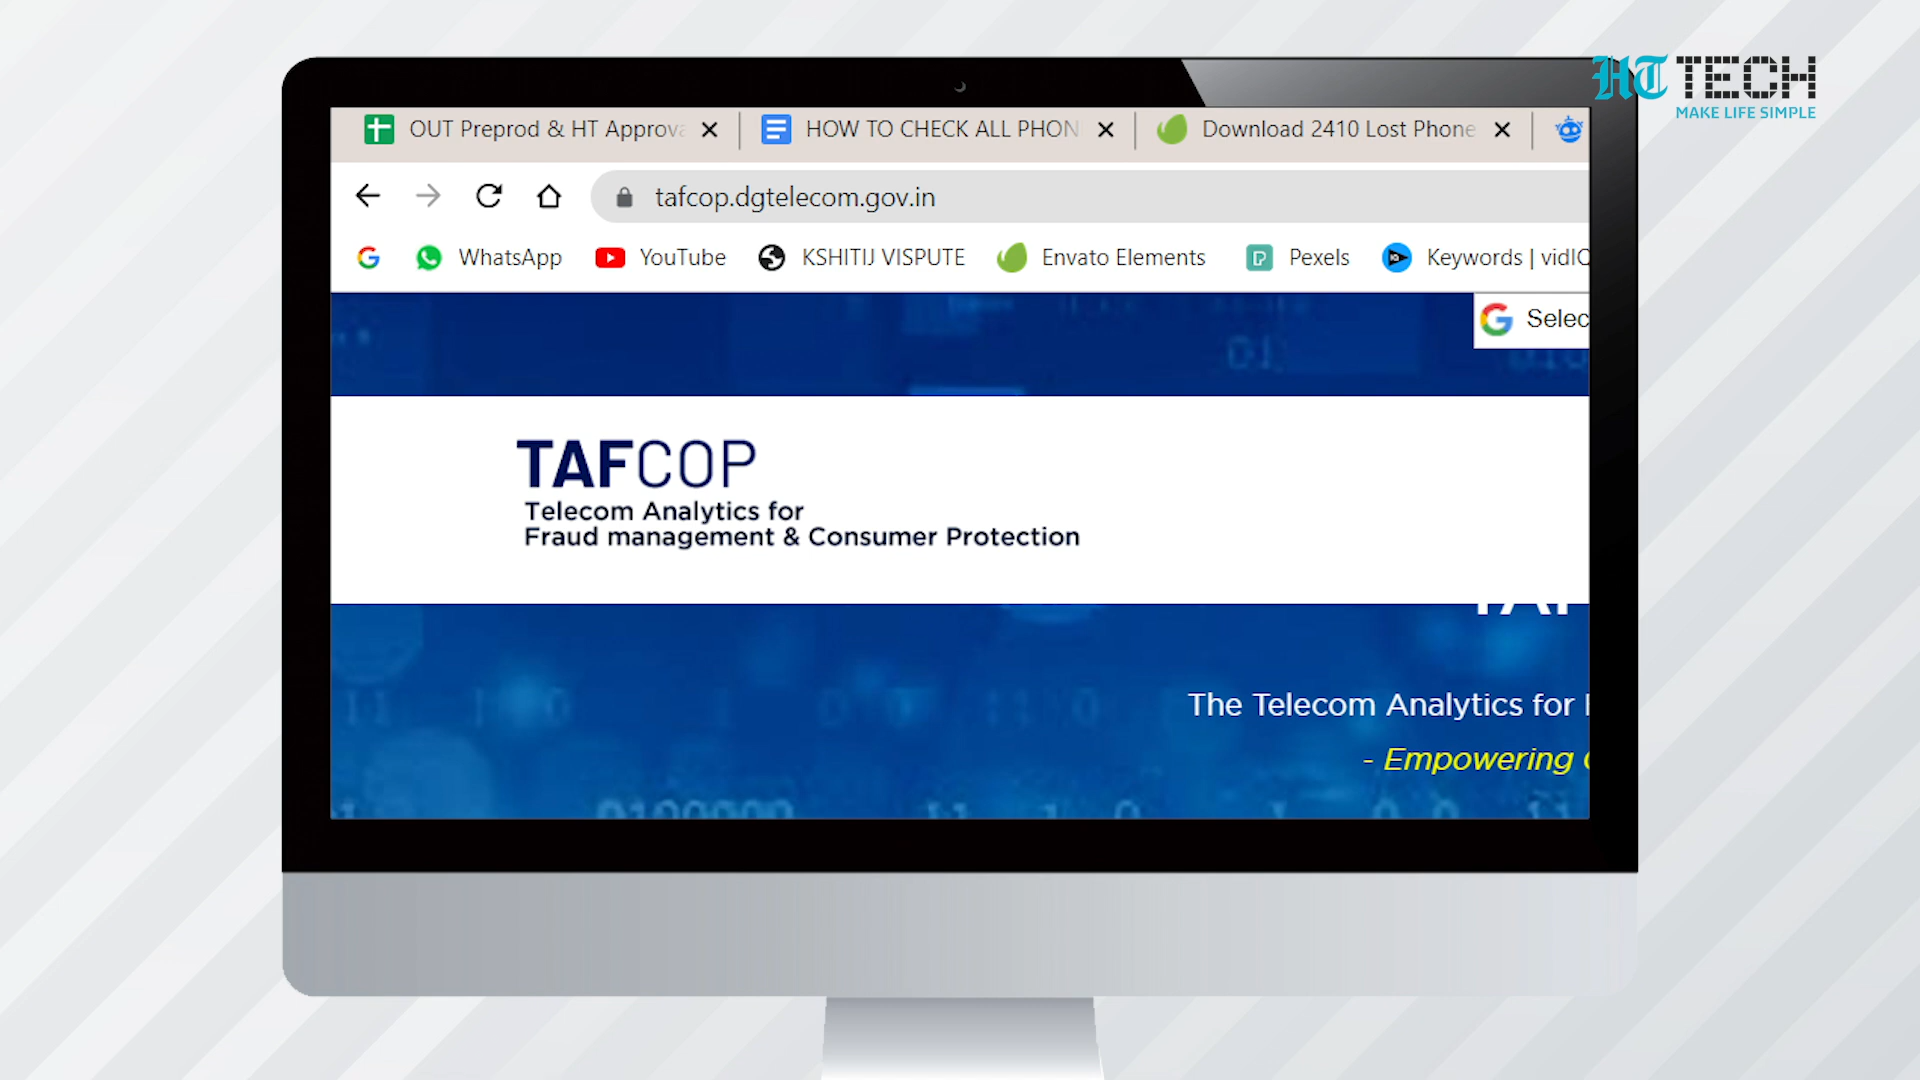 HT TECH
MAKE LIFE SIMPLE
OUT Preprod & HT Approva
HOW TO CHECK ALL PHON
Download 2410 Lost Phone
tafcop.dgtelecom.gov.in
WhatsApp
YouTube
KSHITIJ VISPUTE
Envato Elements
Pexels
Keywords | vidIQ
Selec
TAFCOP
Telecom Analytics for
Fraud management & Consumer Protection
The Telecom Analytics for
- Empowering